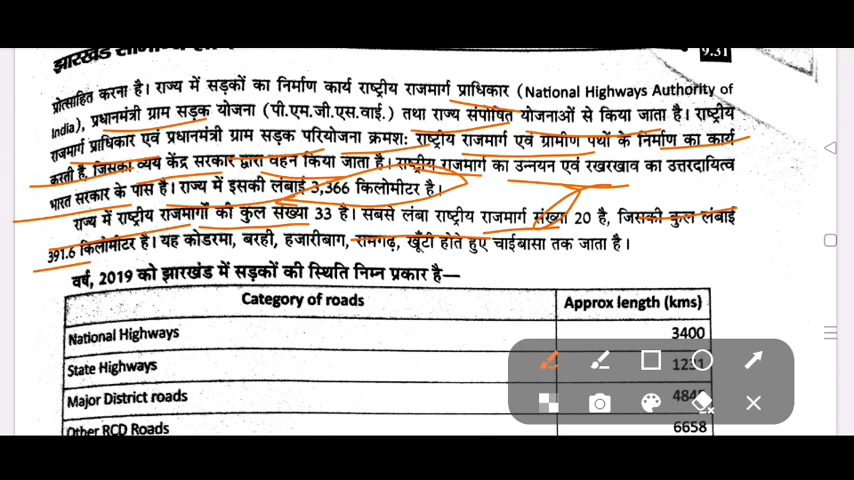 झारखंड
9.31
प्रोत्साहित करना है। राज्य में सड़कों का निर्माण कार्य राष्ट्रीय राजमार्ग प्राधिकार (National Highways Authority of
India), प्रधानमंत्री ग्राम सड़क योजना (पी.एम.जी.एस.वाई.) तथा राज्य संपोषित योजनाओं से किया जाता है। राष्ट्रीय
राजमार्ग प्राधिकार एवं प्रधानमंत्री ग्राम सड़क परियोजना क्रमशः राष्ट्रीय राजमार्ग एवं ग्रामीण पथों के निर्माण का कार्य
करती है, जिसका व्यय केंद्र सरकार द्वारा वहन किया जाता है। राष्ट्रीय राजमार्ग का उन्नयन एवं रखरखाव का उत्तरदायित्व
भारत सरकार के पास है। राज्य में इसकी लंबाई 3,366 किलोमीटर है।
राज्य में राष्ट्रीय राजमार्गों की कुल संख्या 33 है। सबसे लंबा राष्ट्रीय राजमार्ग संख्या 20 है, जिसकी कुल लंबाई
391.6 किलोमीटर है। यह कोडरमा, बरही, हजारीबाग, रामगढ़, खूँटी होते हुए चाईबासा तक जाता है।
वर्ष, 2019 को झारखंड में सड़कों की स्थिति निम्न प्रकार है—
Category of roads Approx length (kms)
National Highways 3400
State Highways 1231
Major District roads
Other RCD Roads 6658